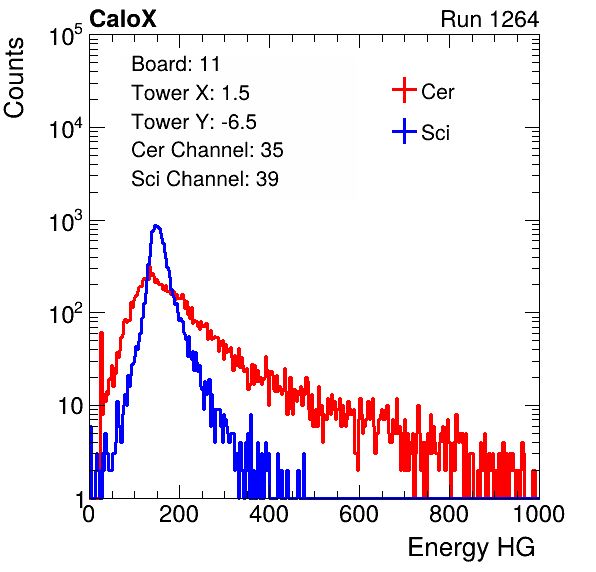 CaloX Run 1264
Counts
Board: 11
Tower X: 1.5
Tower Y: -6.5
Cer Channel: 35
Sci Channel: 39
Cer
Sci
10^5
10^4
10^3
10^2
10
1
0 200 400 600 800 1000
Energy HG